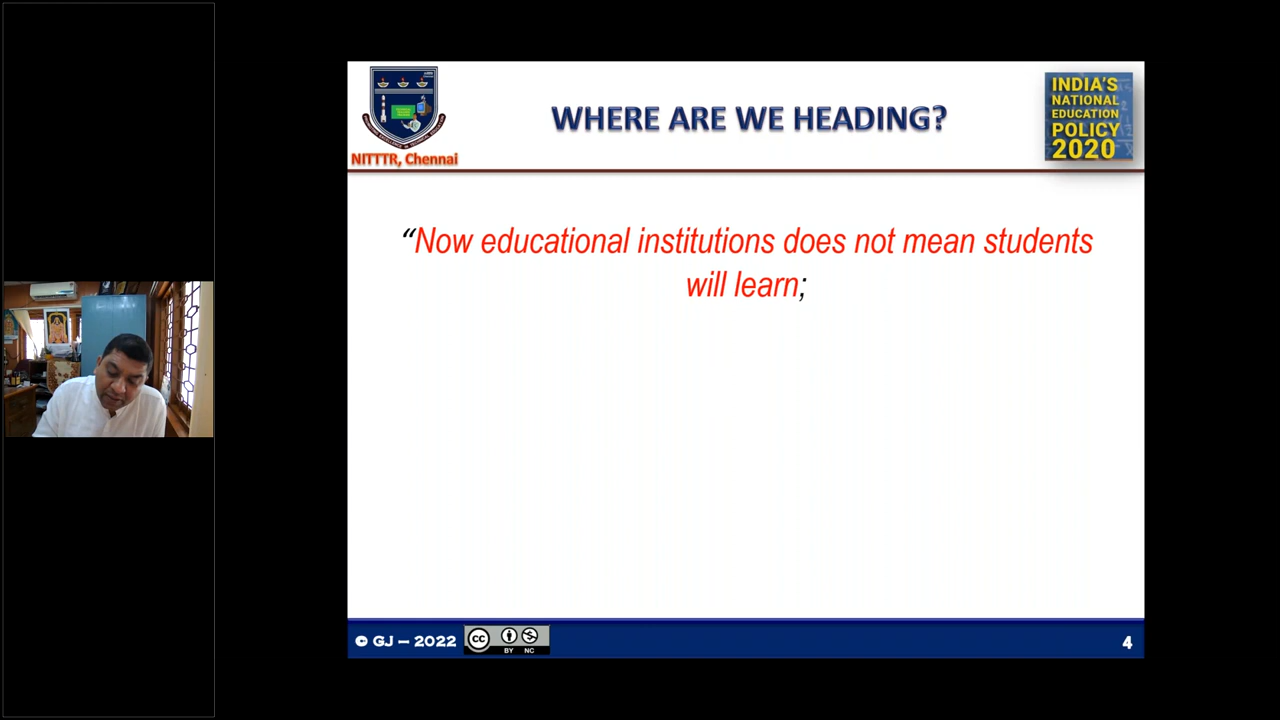 WHERE ARE WE HEADING?
NITTTR, Chennai
INDIA'S
NATIONAL
EDUCATION
POLICY
2020
“Now educational institutions does not mean students
will learn;
© GJ – 2022
cc
BY NC
4